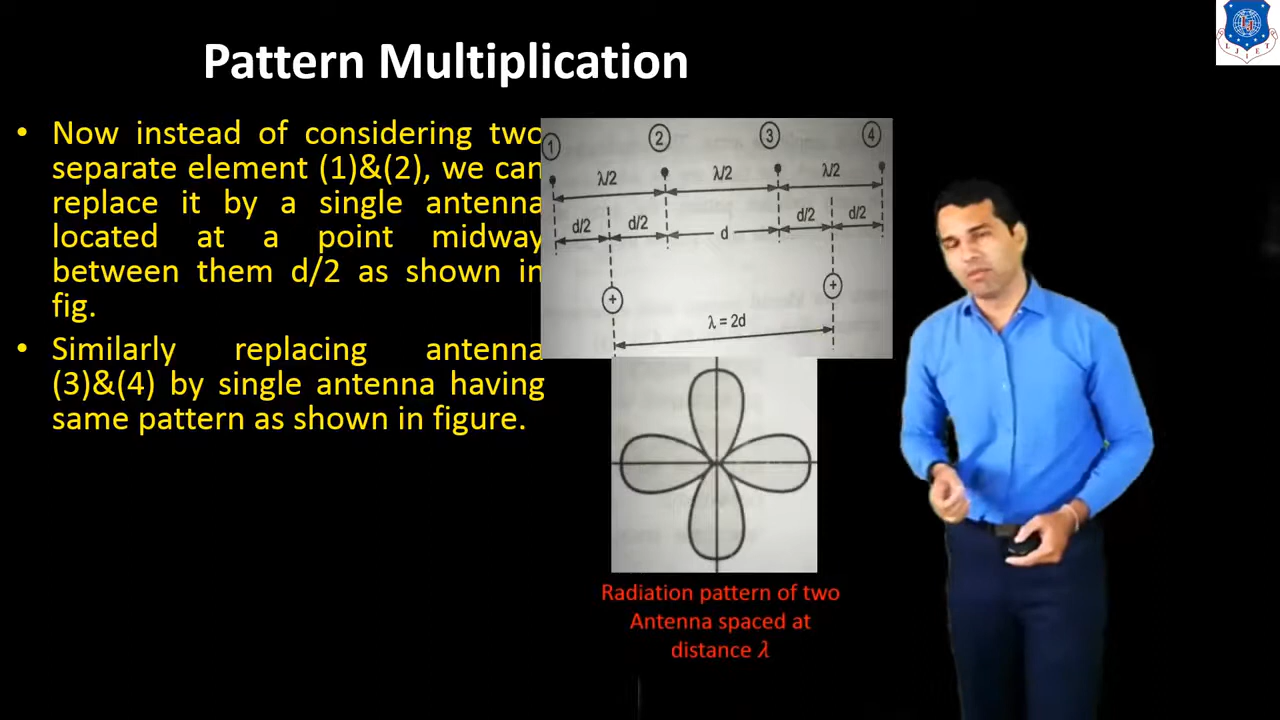 Pattern Multiplication
• Now instead of considering two
separate element (1)&(2), we can
replace it by a single antenna
located at a point midway
between them d/2 as shown in
fig.
• Similarly replacing antenna
(3)&(4) by single antenna having
same pattern as shown in figure.
1 2 3 4
λ/2 λ/2 λ/2
d/2 d/2 d d/2 d/2
+ +
λ = 2d
Radiation pattern of two
Antenna spaced at
distance λ
LJIET